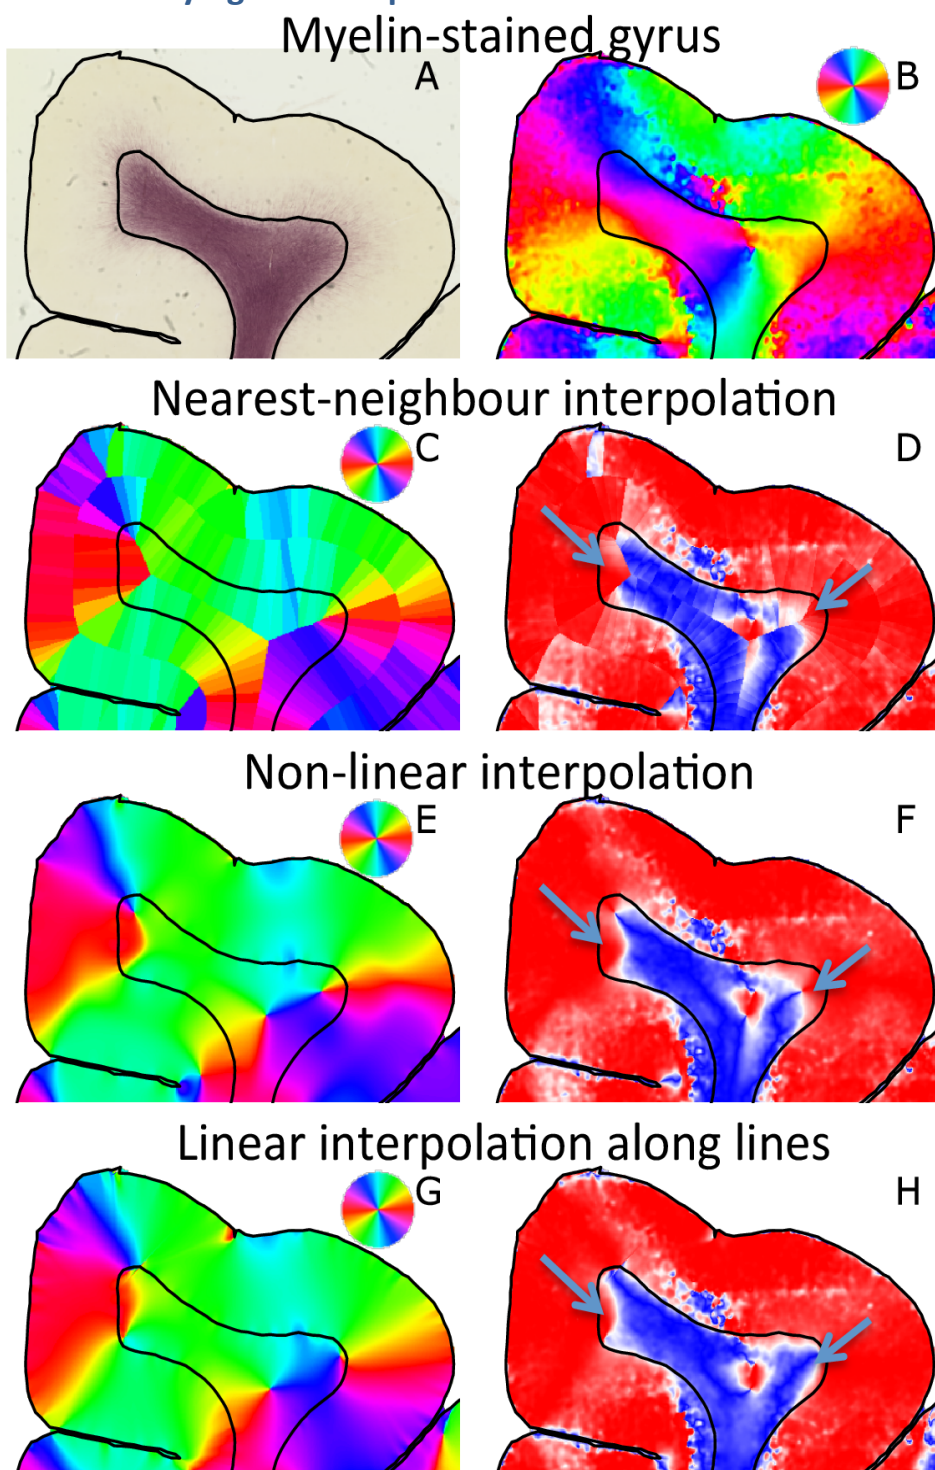 Myelin-stained gyrus
A
B
Nearest-neighbour interpolation
C
D
Non-linear interpolation
E
F
Linear interpolation along lines
G
H